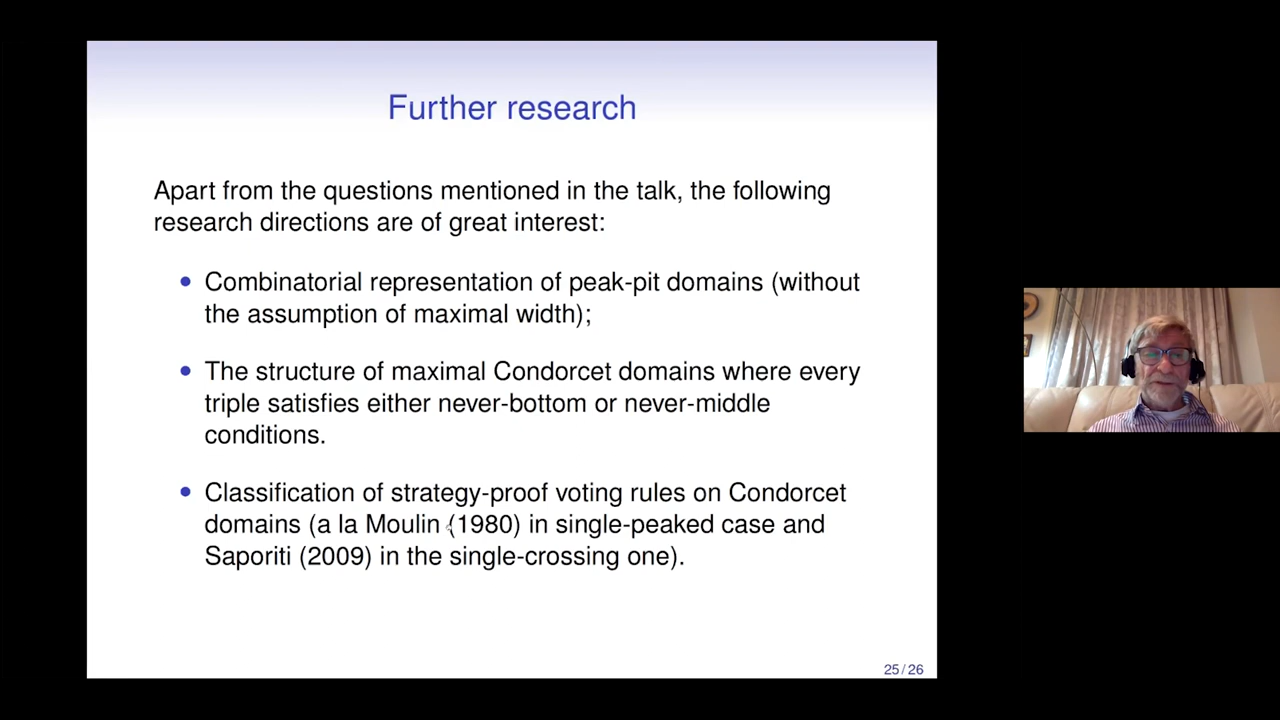 Further research
Apart from the questions mentioned in the talk, the following
research directions are of great interest:
• Combinatorial representation of peak-pit domains (without
the assumption of maximal width);
• The structure of maximal Condorcet domains where every
triple satisfies either never-bottom or never-middle
conditions.
• Classification of strategy-proof voting rules on Condorcet
domains (a la Moulin (1980) in single-peaked case and
Saporiti (2009) in the single-crossing one).
25 / 26